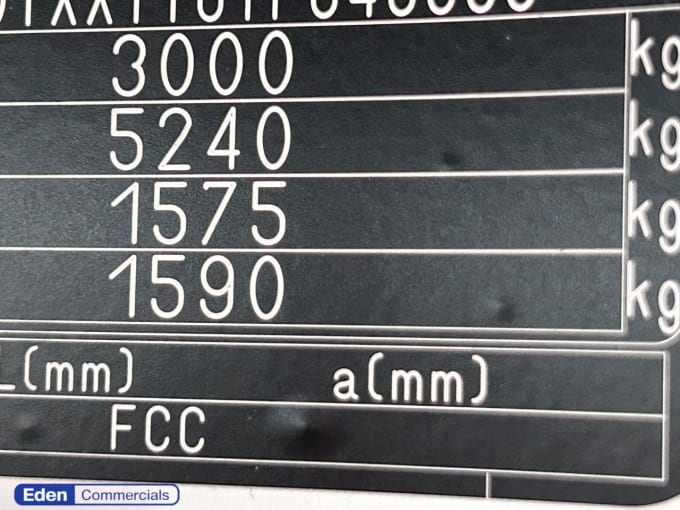 3000 kg
5240 kg
1575 kg
1590 kg
L(mm) a(mm)
FCC
Eden Commercials